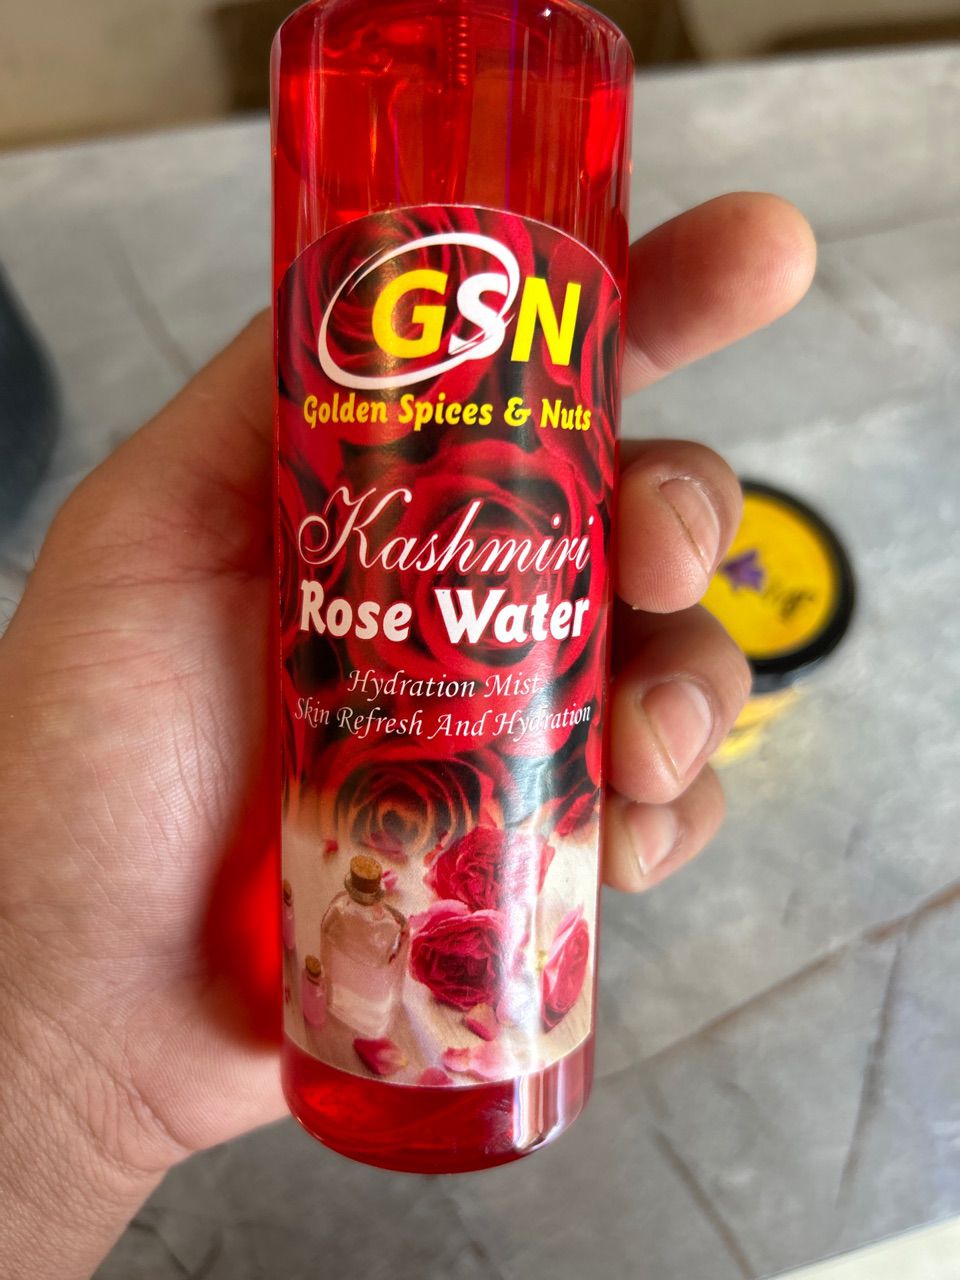 GSN
Golden Spices & Nuts
Kashmiri
Rose Water
Hydration Mist
Skin Refresh And Hydration